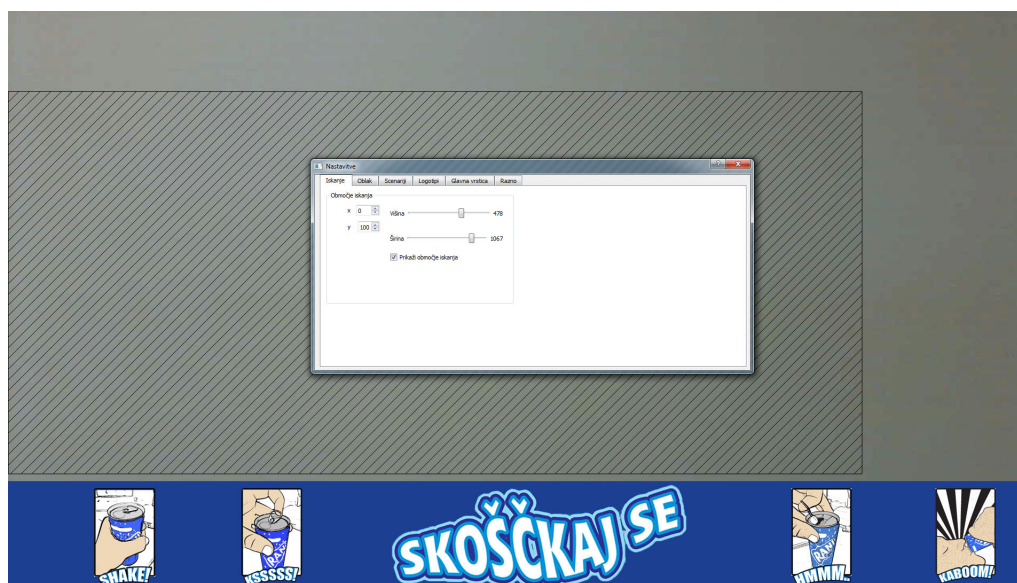 Nastavitve
Iskanje Oblak Scenariji Logotipi Glavna vrstica Razno
Območje iskanja
x 0 Višina 478
y 100
Širina 1067
Prikaži območje iskanja
SKOŠČKAJ SE
SHAKE! KSSSSS! HMMM... KABOOM!